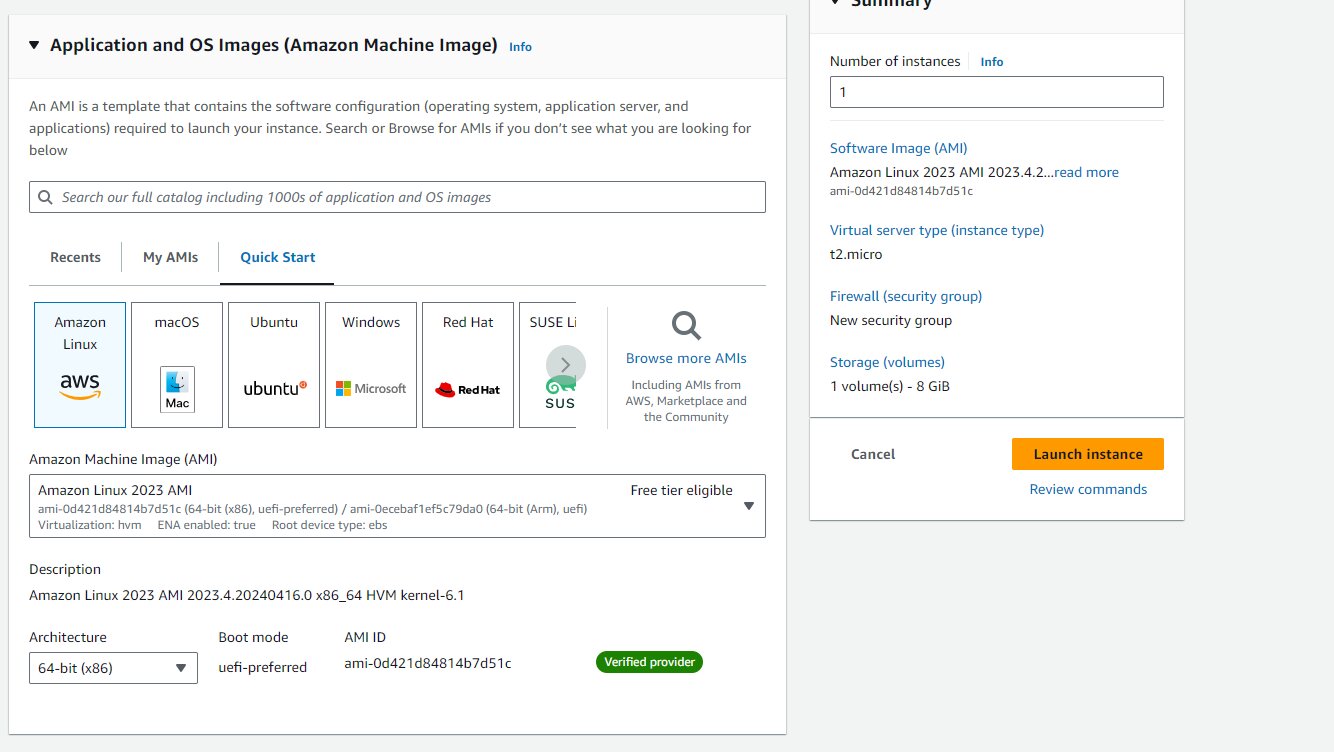 Application and OS Images (Amazon Machine Image) Info
An AMI is a template that contains the software configuration (operating system, application server, and
applications) required to launch your instance. Search or Browse for AMIs if you don't see what you are looking for
below
Search our full catalog including 1000s of application and OS images
Recents
My AMIs
Quick Start
Amazon
Linux
aws
macOS
Mac
Ubuntu
ubuntu
Windows
Microsoft
Red Hat
Red Hat
SUSE Li
SUS
Browse more AMIs
Including AMIs from
AWS, Marketplace and
the Community
Amazon Machine Image (AMI)
Amazon Linux 2023 AMI
Free tier eligible
ami-0d421d84814b7d51c (64-bit (x86), uefi-preferred) / ami-0ecebaf1ef5c79da0 (64-bit (Arm), uefi)
Virtualization: hvm ENA enabled: true Root device type: ebs
Description
Amazon Linux 2023 AMI 2023.4.20240416.0 x86_64 HVM kernel-6.1
Architecture
64-bit (x86)
Boot mode
uefi-preferred
AMI ID
ami-0d421d84814b7d51c
Verified provider
Summary
Number of instances Info
1
Software Image (AMI)
Amazon Linux 2023 AMI 2023.4.2...read more
ami-0d421d84814b7d51c
Virtual server type (instance type)
t2.micro
Firewall (security group)
New security group
Storage (volumes)
1 volume(s) - 8 GiB
Cancel
Launch instance
Review commands